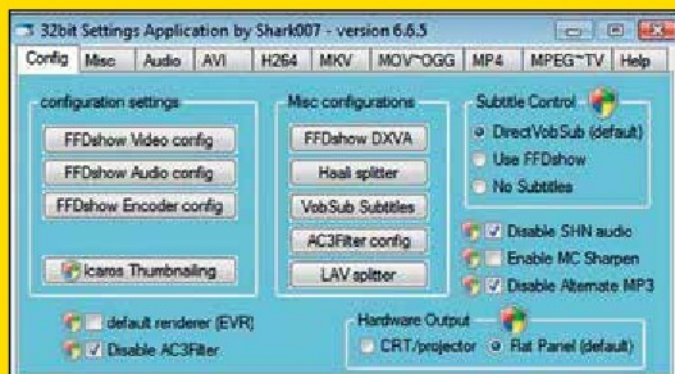 32bit Settings Application by Shark007 - version 6.6.5
Config Misc Audio AVI H264 MKV MOV~OGG MP4 MPEG~TV Help
configuration settings
FFDshow Video config
FFDshow Audio config
FFDshow Encoder config
Icaros Thumbnailing
Misc configurations
FFDshow DXVA
Haali splitter
VobSub Subtitles
AC3Filter config
LAV splitter
Subtitle Control
DirectVobSub (default)
Use FFDshow
No Subtitles
Disable SHN audio
Enable MC Sharpen
Disable Alternate MP3
default renderer (EVR)
Disable AC3Filter
Hardware Output
CRT/projector Flat Panel (default)